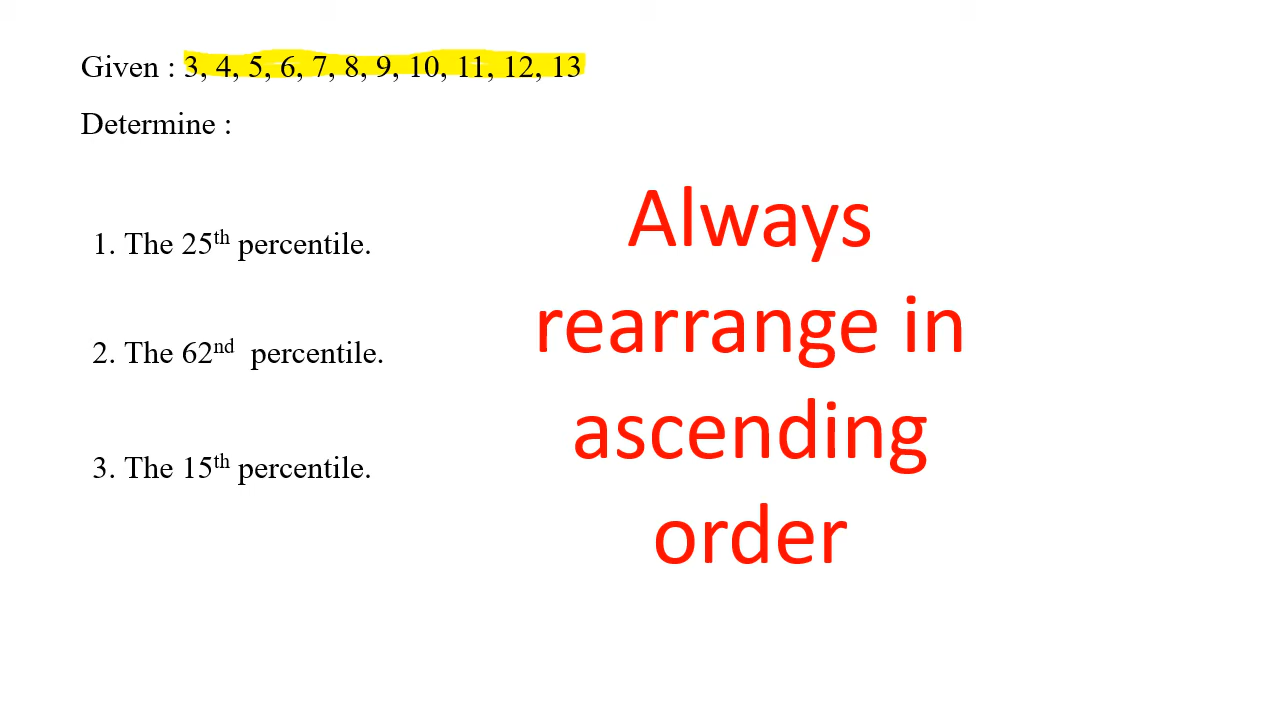 Given : 3, 4, 5, 6, 7, 8, 9, 10, 11, 12, 13
Determine :
1. The 25th percentile.
2. The 62nd percentile.
3. The 15th percentile.
Always
rearrange in
ascending
order